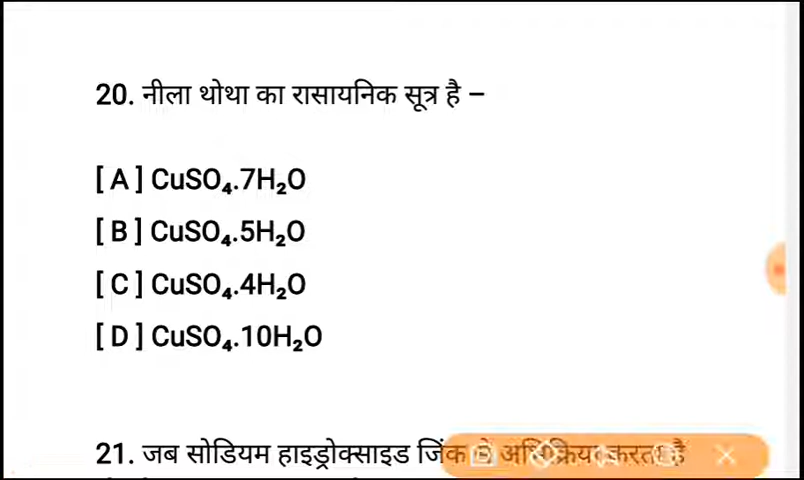 20. नीला थोथा का रासायनिक सूत्र है –
[ A ] CuSO₄.7H₂O
[ B ] CuSO₄.5H₂O
[ C ] CuSO₄.4H₂O
[ D ] CuSO₄.10H₂O
21. जब सोडियम हाइड्रोक्साइड जिंक से अभिक्रिया करता है